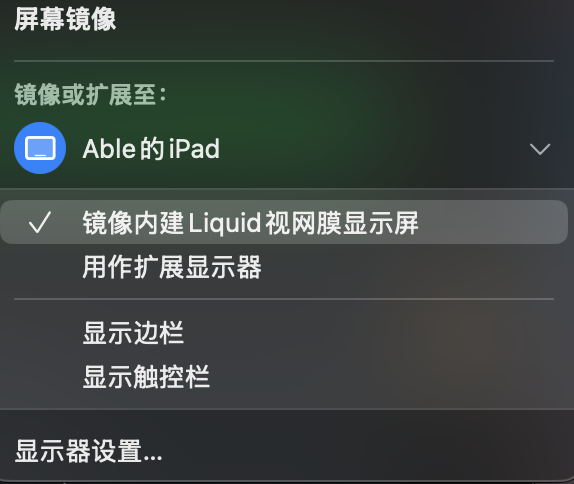 屏幕镜像
镜像或扩展至：
Able的iPad
镜像内建Liquid视网膜显示屏
用作扩展显示器
显示边栏
显示触控栏
显示器设置...